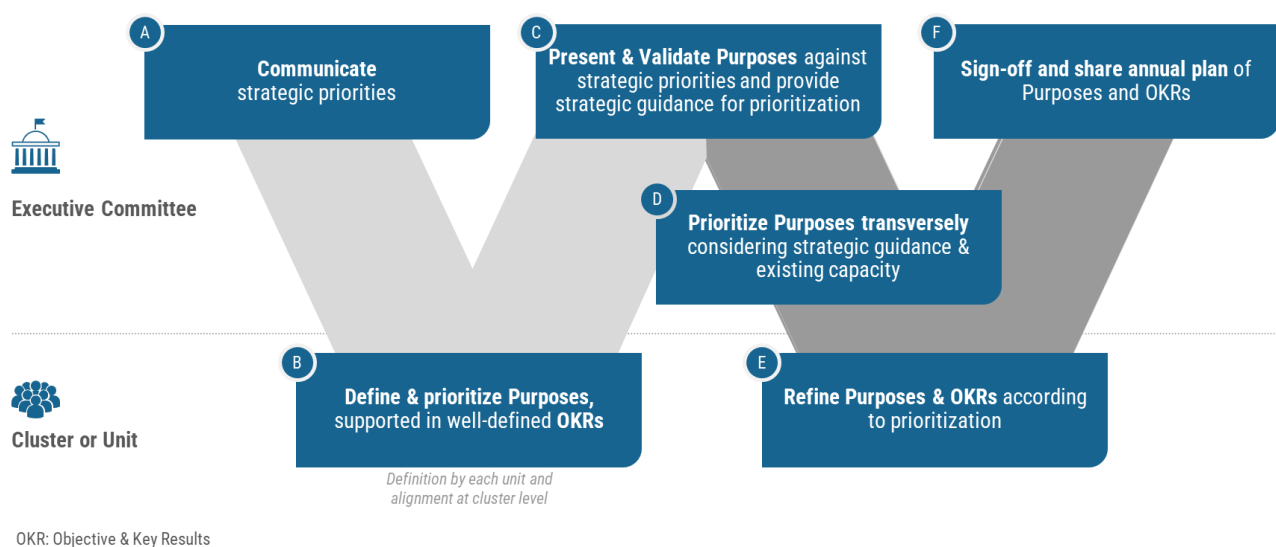 A
Communicate
strategic priorities
C
Present & Validate Purposes against
strategic priorities and provide
strategic guidance for prioritization
F
Sign-off and share annual plan of
Purposes and OKRs
Executive Committee
D
Prioritize Purposes transversely
considering strategic guidance &
existing capacity
B
Define & prioritize Purposes,
supported in well-defined OKRs
Definition by each unit and
alignment at cluster level
E
Refine Purposes & OKRs according
to prioritization
Cluster or Unit
OKR: Objective & Key Results